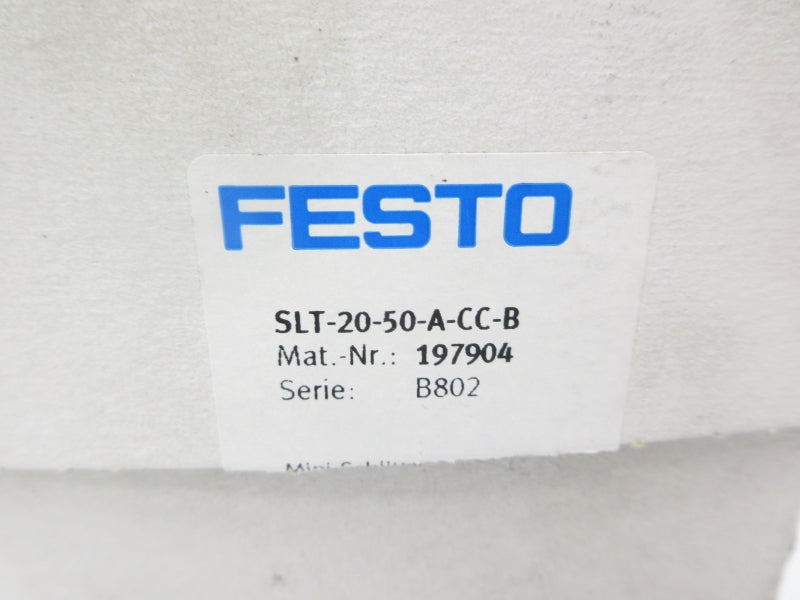 FESTO
SLT-20-50-A-CC-B
Mat.-Nr.: 197904
Serie: B802